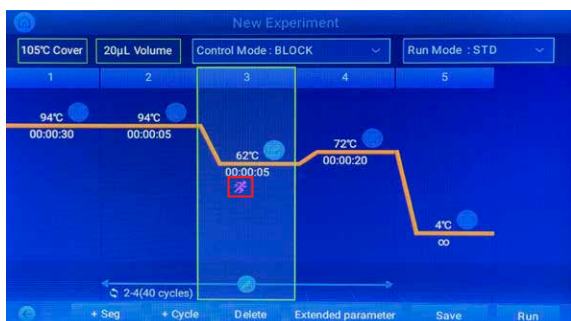 New Experiment
105℃ Cover 20μL Volume Control Mode : BLOCK Run Mode : STD
1 2 3 4 5
94℃ 94℃ 62℃ 72℃ 4℃
00:00:30 00:00:05 00:00:05 00:00:20 ∞
2-4(40 cycles)
+ Seg + Cycle Delete Extended parameter Save Run